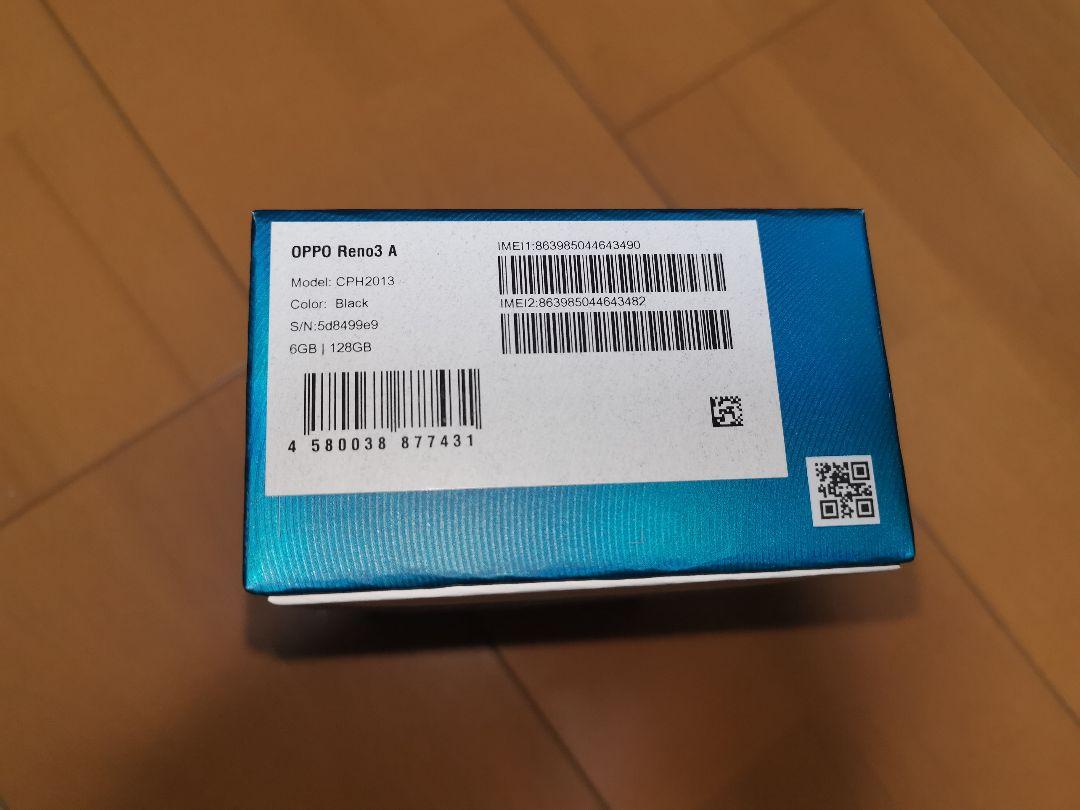 OPPO Reno3 A
Model: CPH2013
Color: Black
S/N:5d8499e9
6GB | 128GB
4 580038 877431
IMEI1:863985044643490
IMEI2:863985044643482